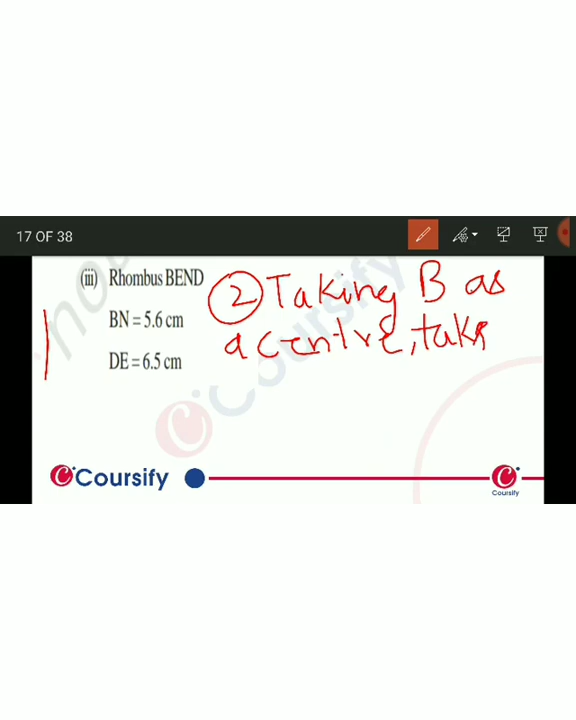 17 OF 38
(iii) Rhombus BEND
BN = 5.6 cm
DE = 6.5 cm
② Taking B as
a centre, take
Coursify
Coursify
Coursify